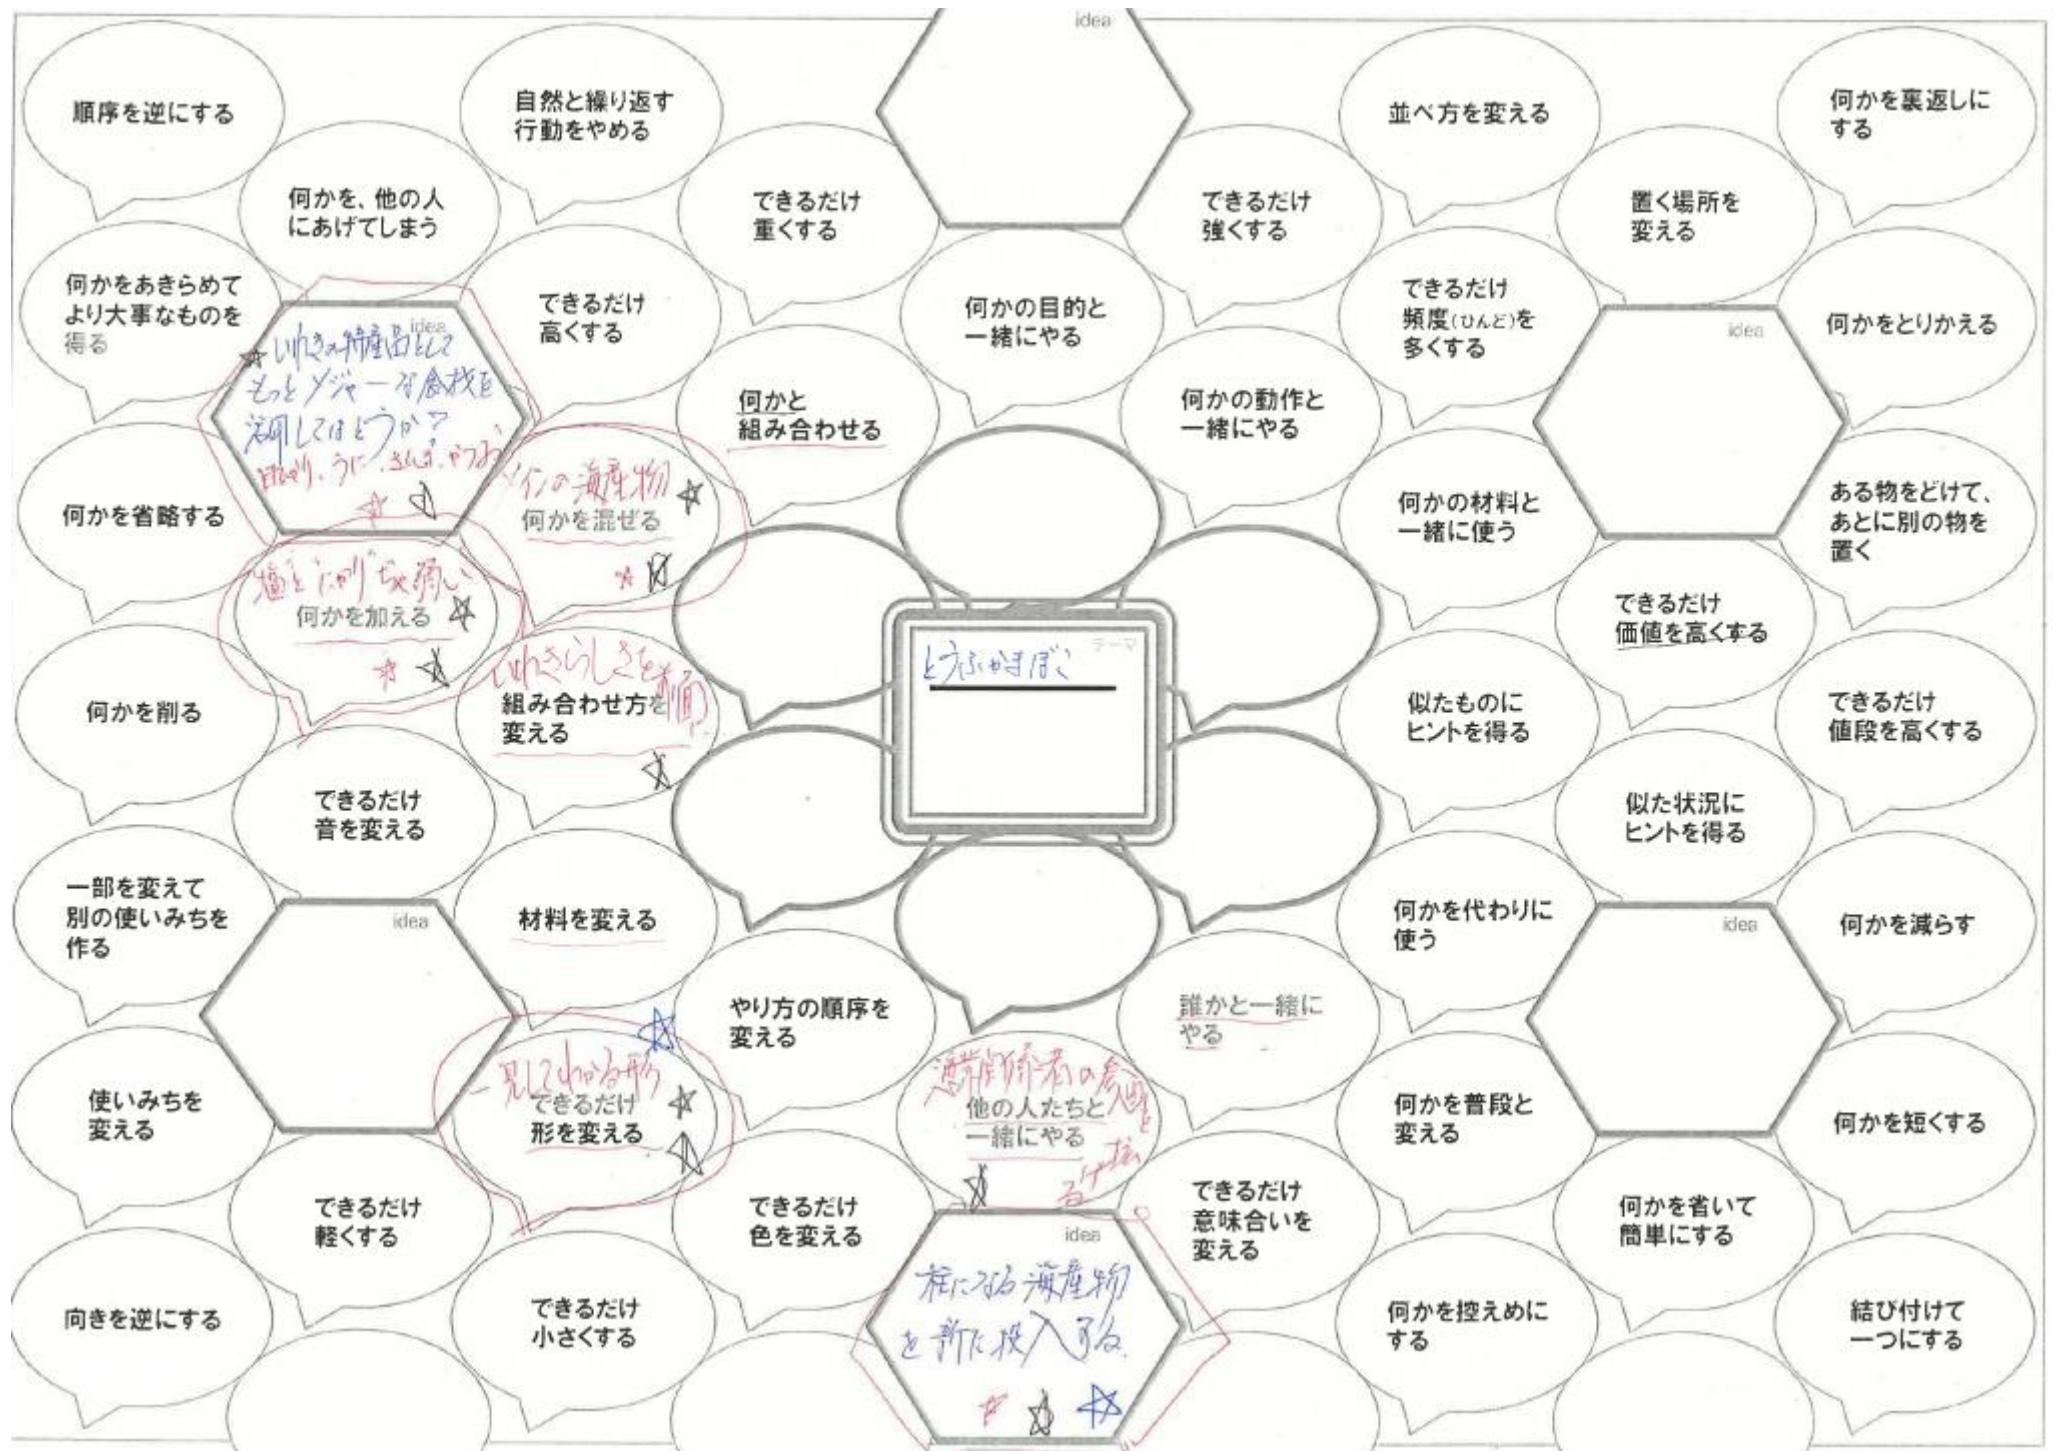 idea
順序を逆にする
自然と繰り返す
行動をやめる
並べ方を変える
何かを裏返しに
する
何かを、他の人
にあげてしまう
できるだけ
重くする
できるだけ
強くする
置く場所を
変える
何かをあきらめて
より大事なものを
得る
できるだけ
高くする
何かの目的と
一緒にやる
できるだけ
頻度(ひんど)を
多くする
何かをとりかえる
idea
いわきの特産品として
もっとメジャーな食材を
活用してはどうか?
うに、さんま、かつお
idea
何かと
組み合わせる
何かの動作と
一緒にやる
何かを省略する
メインの海産物
何かを混ぜる
何かの材料と
一緒に使う
ある物をどけて、
あとに別の物を
置く
塩と"にがり"じゃ弱い
何かを加える
できるだけ
価値を高くする
何かを削る
いわきらしさを
組み合わせ方を
変える
テーマ
とうふかまぼこ
似たものに
ヒントを得る
できるだけ
値段を高くする
できるだけ
音を変える
似た状況に
ヒントを得る
一部を変えて
別の使いみちを
作る
idea
材料を変える
何かを代わりに
使う
idea
何かを減らす
やり方の順序を
変える
誰かと一緒に
やる
使いみちを
変える
一見してわかる形
できるだけ
形を変える
他の人たちと
一緒にやる
何かを普段と
変える
何かを短くする
できるだけ
軽くする
できるだけ
色を変える
できるだけ
意味合いを
変える
何かを省いて
簡単にする
idea
柱になる海産物
を新に投入する。
向きを逆にする
できるだけ
小さくする
何かを控えめに
する
結び付けて
一つにする